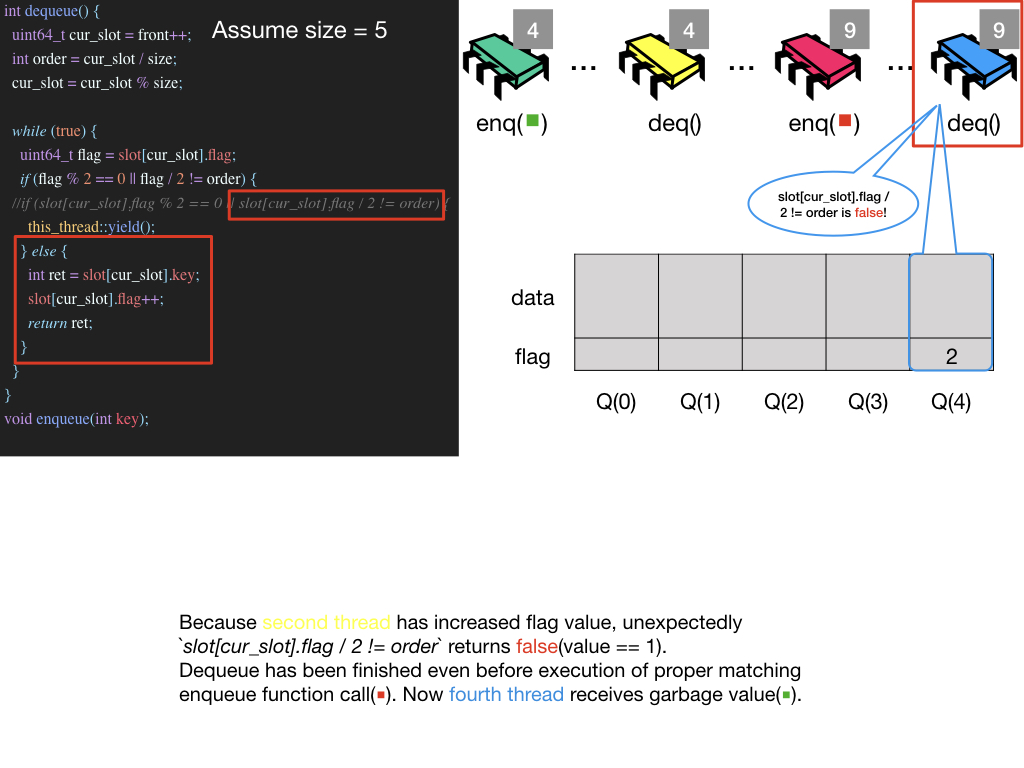 int dequeue() {
uint64_t cur_slot = front++;
int order = cur_slot / size;
cur_slot = cur_slot % size;
while (true) {
uint64_t flag = slot[cur_slot].flag;
if (flag % 2 == 0 || flag / 2 != order) {
//if (slot[cur_slot].flag % 2 == 0 || slot[cur_slot].flag / 2 != order) {
this_thread::yield();
} else {
int ret = slot[cur_slot].key;
slot[cur_slot].flag++;
return ret;
}
}
}
void enqueue(int key);
Assume size = 5
4 4 9 9
... ... ...
enq(■) deq() enq(■) deq()
slot[cur_slot].flag /
2 != order is false!
data
flag 2
Q(0) Q(1) Q(2) Q(3) Q(4)
Because second thread has increased flag value, unexpectedly
`slot[cur_slot].flag / 2 != order` returns false(value == 1).
Dequeue has been finished even before execution of proper matching
enqueue function call(■). Now fourth thread receives garbage value(■).